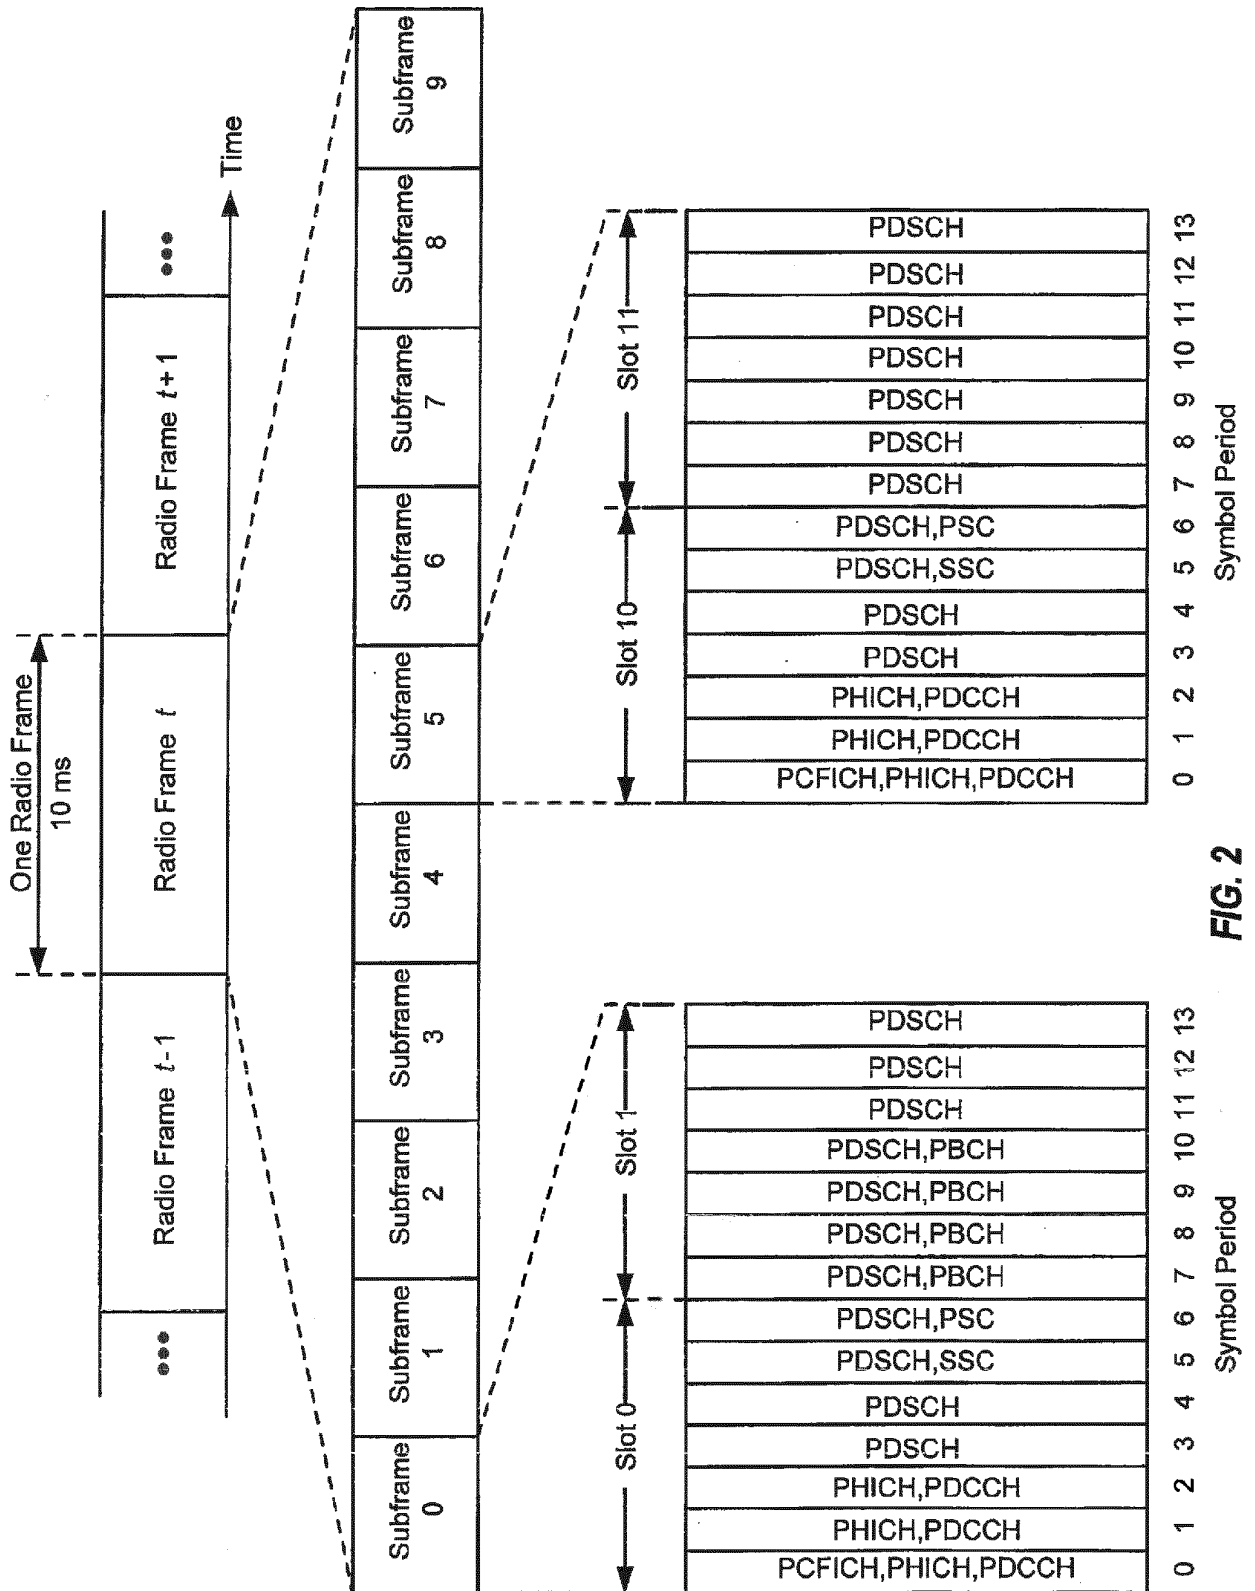 One Radio Frame
10 ms
•••
Radio Frame t-1
Radio Frame t
Radio Frame t+1
•••
Time
Subframe
0
Subframe
1
Subframe
2
Subframe
3
Subframe
4
Subframe
5
Subframe
6
Subframe
7
Subframe
8
Subframe
9
Slot 0
Slot 1
PCFICH,PHICH,PDCCH
PHICH,PDCCH
PHICH,PDCCH
PDSCH
PDSCH
PDSCH,SSC
PDSCH,PSC
PDSCH,PBCH
PDSCH,PBCH
PDSCH,PBCH
PDSCH,PBCH
PDSCH
PDSCH
PDSCH
0 1 2 3 4 5 6 7 8 9 10 11 12 13
Symbol Period
Slot 10
Slot 11
PCFICH,PHICH,PDCCH
PHICH,PDCCH
PHICH,PDCCH
PDSCH
PDSCH
PDSCH,SSC
PDSCH,PSC
PDSCH
PDSCH
PDSCH
PDSCH
PDSCH
PDSCH
PDSCH
0 1 2 3 4 5 6 7 8 9 10 11 12 13
Symbol Period
FIG. 2